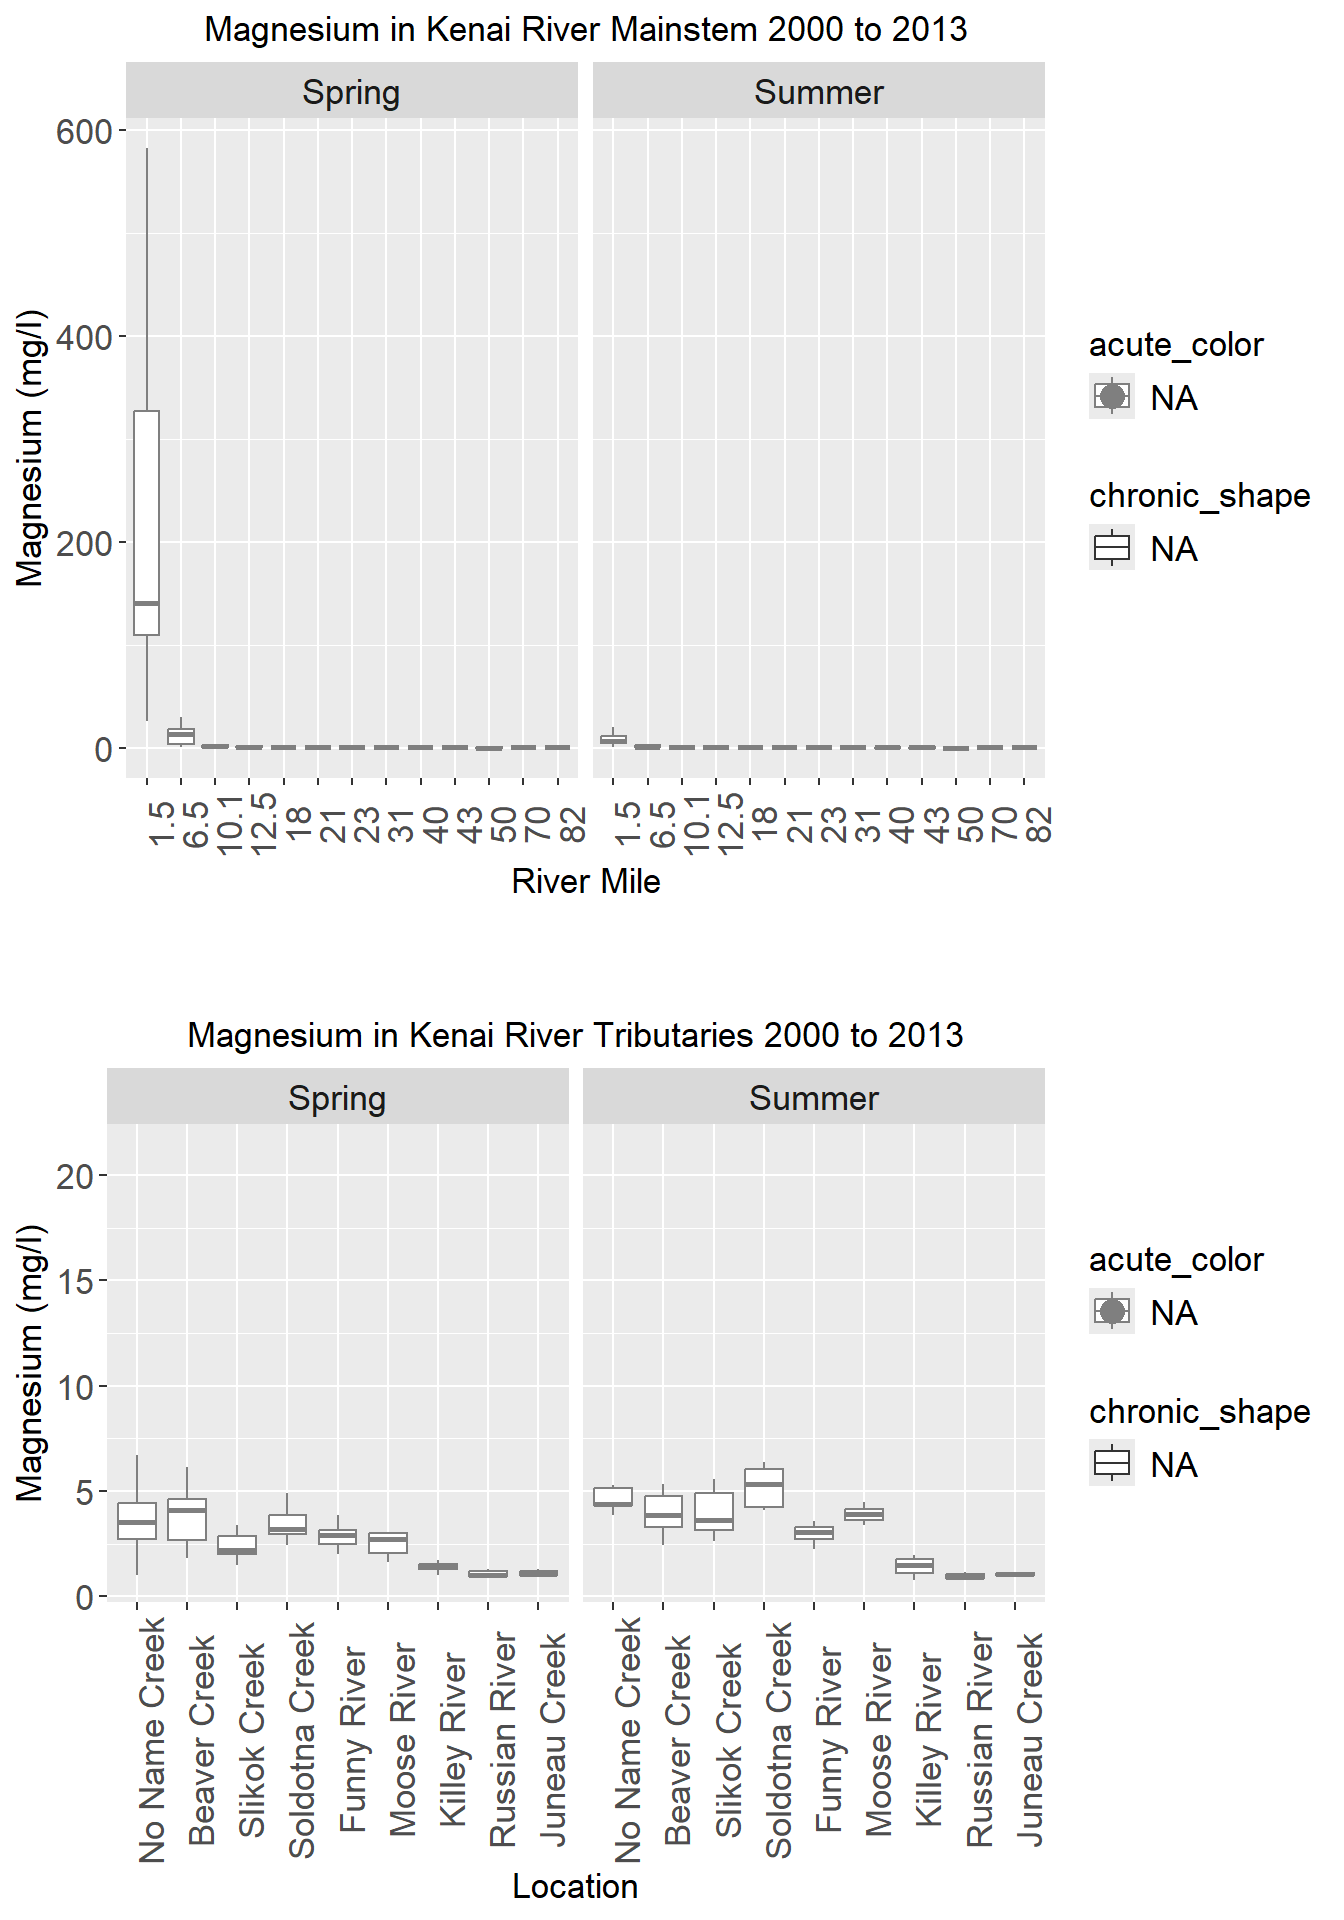 Magnesium in Kenai River Mainstem 2000 to 2013
Spring
Summer
Magnesium (mg/l)
600
400
200
0
1.5
6.5
10.1
12.5
18
21
23
31
40
43
50
70
82
1.5
6.5
10.1
12.5
18
21
23
31
40
43
50
70
82
River Mile
acute_color
NA
chronic_shape
NA
Magnesium in Kenai River Tributaries 2000 to 2013
Spring
Summer
Magnesium (mg/l)
20
15
10
5
0
No Name Creek
Beaver Creek
Slikok Creek
Soldotna Creek
Funny River
Moose River
Killey River
Russian River
Juneau Creek
No Name Creek
Beaver Creek
Slikok Creek
Soldotna Creek
Funny River
Moose River
Killey River
Russian River
Juneau Creek
Location
acute_color
NA
chronic_shape
NA